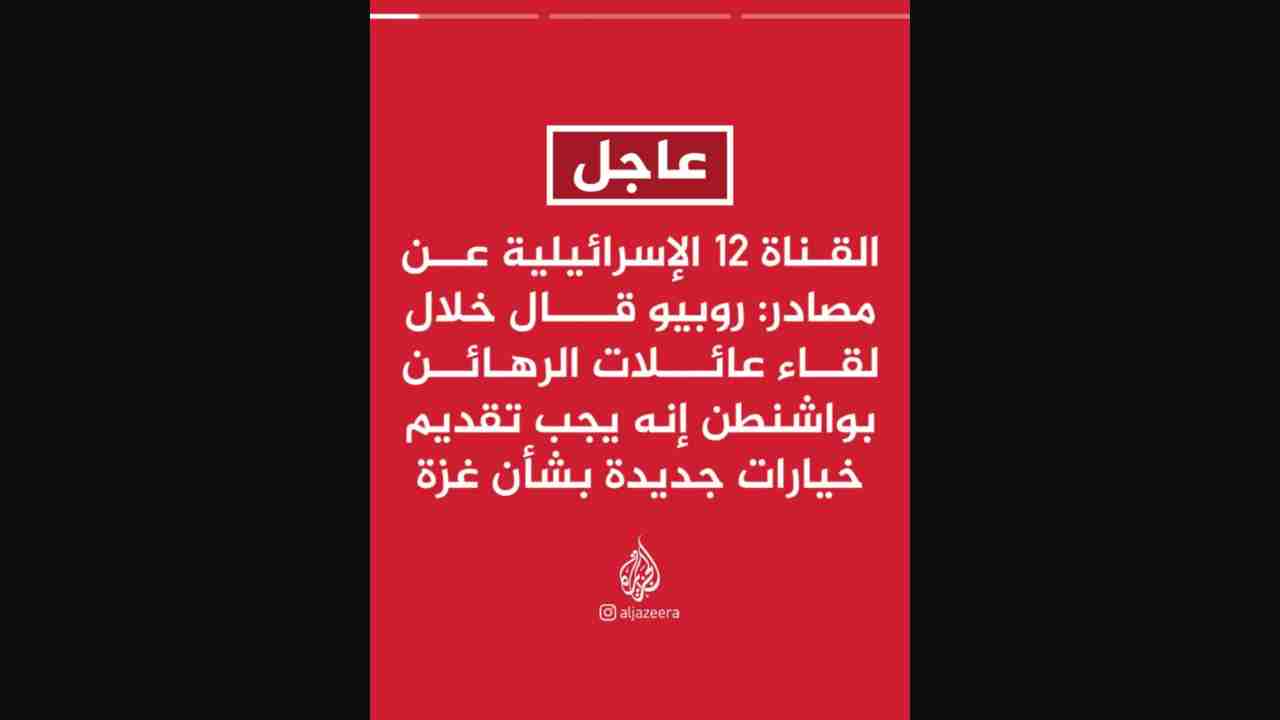 عاجل
القناة 12 الإسرائيلية عن
مصادر: روبيو قال خلال
لقاء عائلات الرهائن
بواشنطن إنه يجب تقديم
خيارات جديدة بشأن غزة
الجزيرة
aljazeera